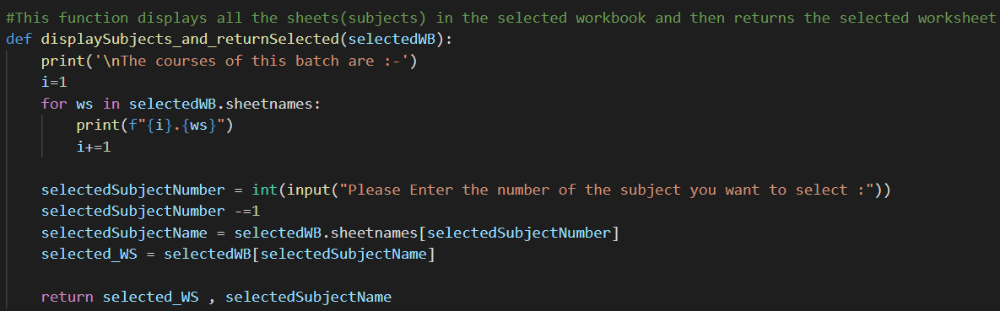 #This function displays all the sheets(subjects) in the selected workbook and then returns the selected worksheet
def displaySubjects_and_returnSelected(selectedWB):
    print('\nThe courses of this batch are :-')
    i=1
    for ws in selectedWB.sheetnames:
        print(f"{i}.{ws}")
        i+=1

    selectedSubjectNumber = int(input("Please Enter the number of the subject you want to select :"))
    selectedSubjectNumber -=1
    selectedSubjectName = selectedWB.sheetnames[selectedSubjectNumber]
    selected_WS = selectedWB[selectedSubjectName]

    return selected_WS , selectedSubjectName